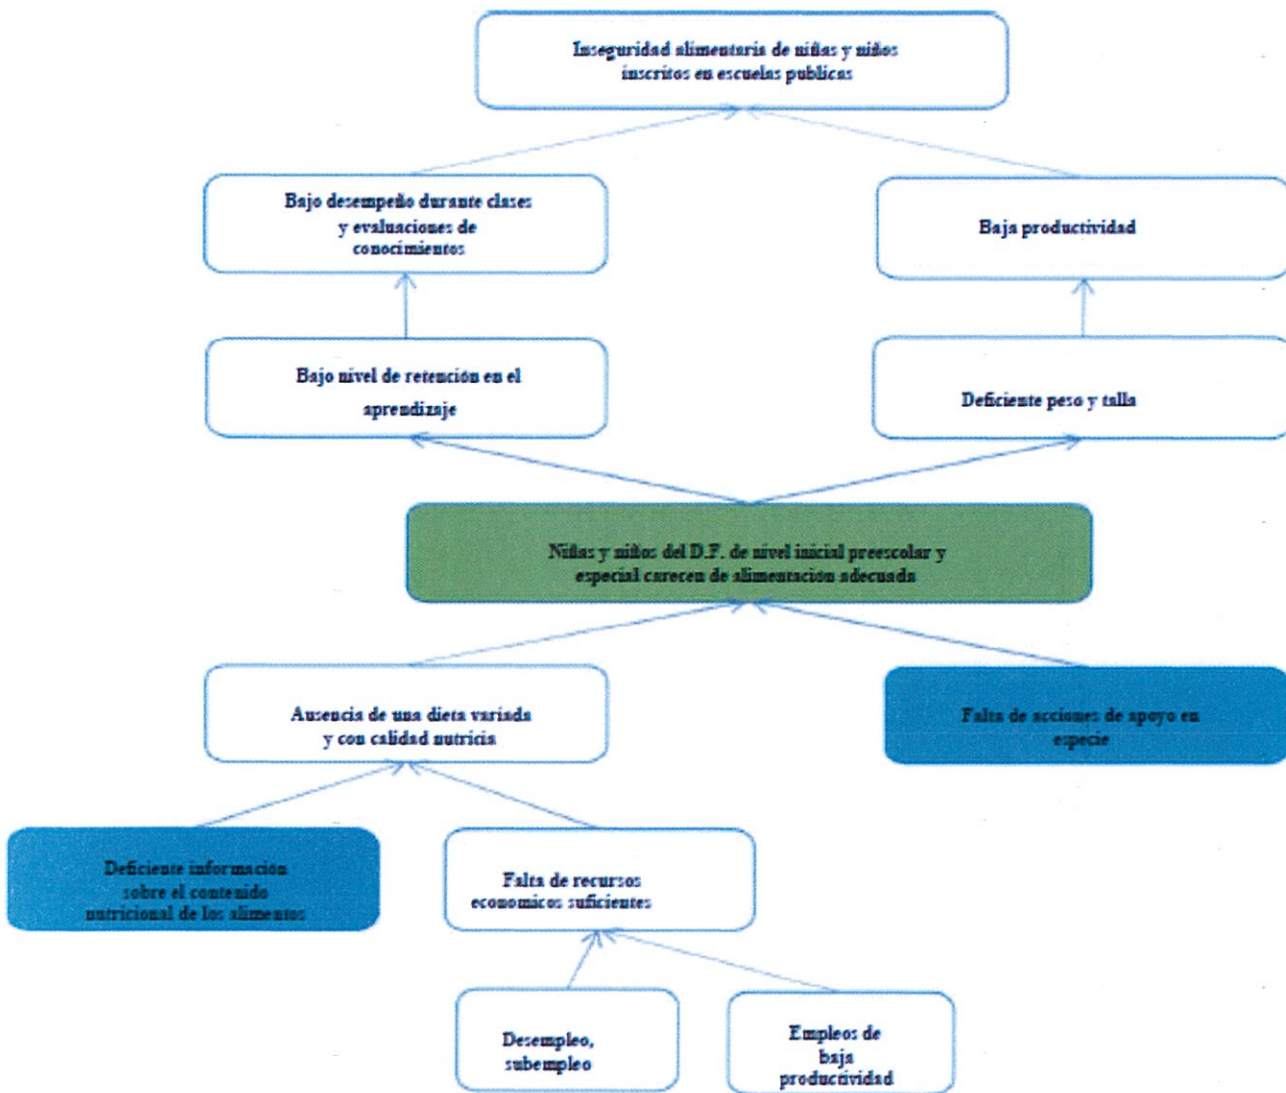 Inseguridad alimentaria de niñas y niños
inscritos en escuelas publicas
Bajo desempeño durante clases
y evaluaciones de
conocimientos
Baja productividad
Bajo nivel de retención en el
aprendizaje
Deficiente peso y talla
Niñas y niños del D.F. de nivel inicial preescolar y
especial carecen de alimentación adecuada
Ausencia de una dieta variada
y con calidad nutricia
Falta de acciones de apoyo en
especie
Deficiente información
sobre el contenido
nutricional de los alimentos
Falta de recursos
economicos suficientes
Desempleo,
subempleo
Empleos de
baja
productividad